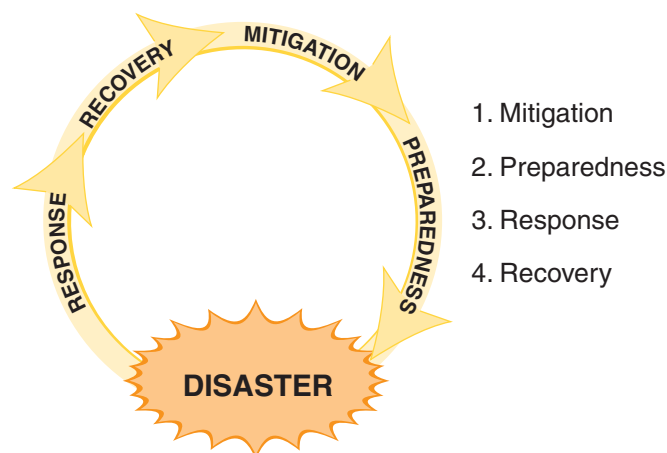 MITIGATION
RECOVERY
PREPAREDNESS
RESPONSE
DISASTER
1. Mitigation
2. Preparedness
3. Response
4. Recovery